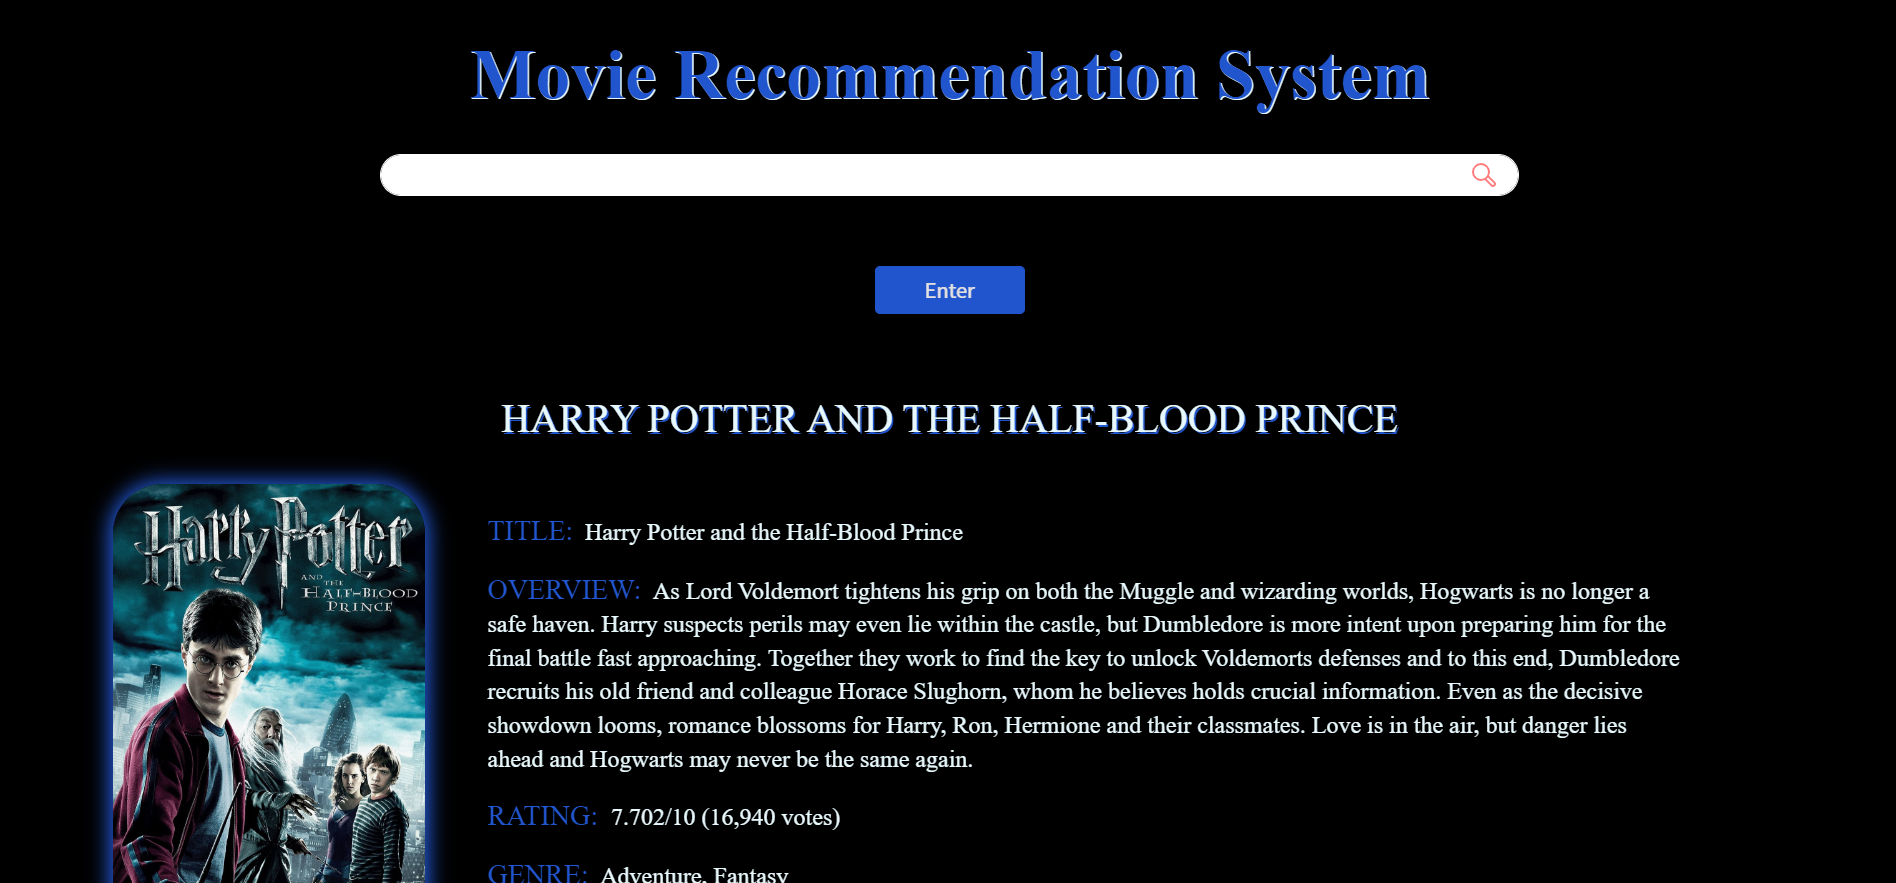 Movie Recommendation System
Enter
HARRY POTTER AND THE HALF-BLOOD PRINCE
Harry Potter
AND THE
HALF-BLOOD
PRINCE
TITLE: Harry Potter and the Half-Blood Prince
OVERVIEW: As Lord Voldemort tightens his grip on both the Muggle and wizarding worlds, Hogwarts is no longer a
safe haven. Harry suspects perils may even lie within the castle, but Dumbledore is more intent upon preparing him for the
final battle fast approaching. Together they work to find the key to unlock Voldemorts defenses and to this end, Dumbledore
recruits his old friend and colleague Horace Slughorn, whom he believes holds crucial information. Even as the decisive
showdown looms, romance blossoms for Harry, Ron, Hermione and their classmates. Love is in the air, but danger lies
ahead and Hogwarts may never be the same again.
RATING: 7.702/10 (16,940 votes)
GENRE: Adventure, Fantasy